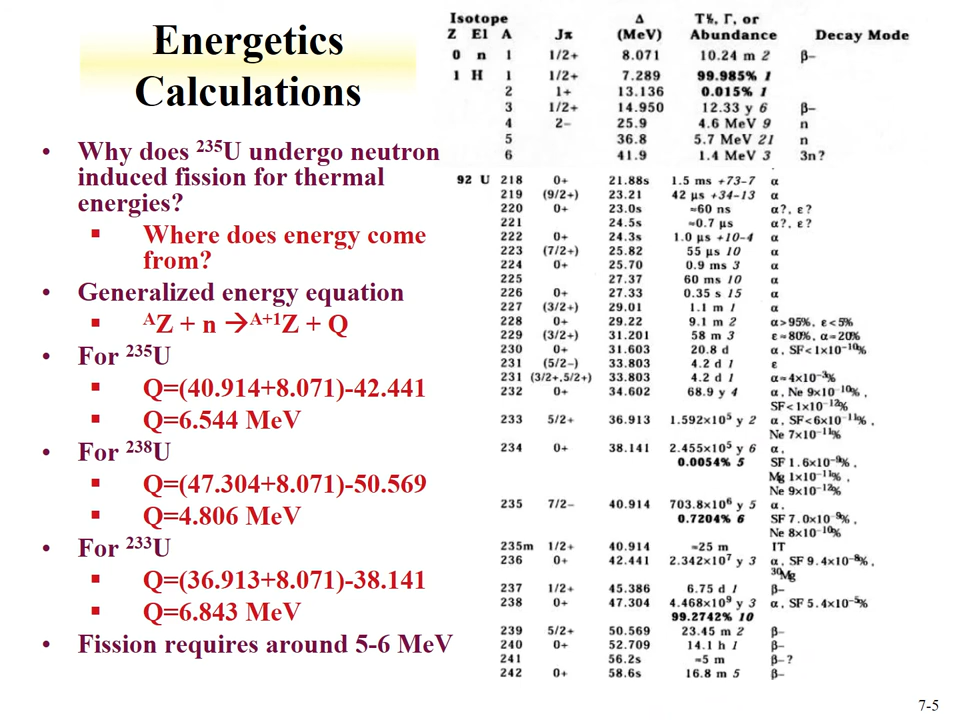 Energetics
Calculations
• Why does ²³⁵U undergo neutron
induced fission for thermal
energies?
▪ Where does energy come
from?
• Generalized energy equation
▪ ᴬZ + n →ᴬ⁺¹Z + Q
• For ²³⁵U
▪ Q=(40.914+8.071)-42.441
▪ Q=6.544 MeV
• For ²³⁸U
▪ Q=(47.304+8.071)-50.569
▪ Q=4.806 MeV
• For ²³³U
▪ Q=(36.913+8.071)-38.141
▪ Q=6.843 MeV
• Fission requires around 5-6 MeV
Isotope Δ T½, Γ, or
Z El A Jπ (MeV) Abundance Decay Mode
0 n 1 1/2+ 8.071 10.24 m 2 β−
1 H 1 1/2+ 7.289 99.985% 1
2 1+ 13.136 0.015% 1
3 1/2+ 14.950 12.33 y 6 β−
4 2− 25.9 4.6 MeV 9 n
5 36.8 5.7 MeV 21 n
6 41.9 1.4 MeV 3 3n?
92 U 218 0+ 21.88s 1.5 ms +73-7 α
219 (9/2+) 23.21 42 μs +34-13 α
220 0+ 23.0s ≈60 ns α?, ε?
221 24.5s ≈0.7 μs α?, ε?
222 0+ 24.3s 1.0 μs +10-4 α
223 (7/2+) 25.82 55 μs 10 α
224 0+ 25.70 0.9 ms 3 α
225 27.37 60 ms 10 α
226 0+ 27.33 0.35 s 15 α
227 (3/2+) 29.01 1.1 m 1 α
228 0+ 29.22 9.1 m 2 α>95%, ε<5%
229 (3/2+) 31.201 58 m 3 ε≈80%, α≈20%
230 0+ 31.603 20.8 d α, SF<1×10⁻¹⁰%
231 (5/2−) 33.803 4.2 d 1 ε
231 (3/2+,5/2+) 33.803 4.2 d 1 α≈4×10⁻³%
232 0+ 34.602 68.9 y 4 α, Ne 9×10⁻¹⁰%,
SF<1×10⁻¹²%
233 5/2+ 36.913 1.592×10⁵ y 2 α, SF<6×10⁻¹¹%,
Ne 7×10⁻¹¹%
234 0+ 38.141 2.455×10⁵ y 6 α,
0.0054% 5 SF 1.6×10⁻⁹%,
Mg 1×10⁻¹¹%,
Ne 9×10⁻¹²%
235 7/2− 40.914 703.8×10⁶ y 5 α,
0.7204% 6 SF 7.0×10⁻⁹%,
Ne 8×10⁻¹⁰%
235m 1/2+ 40.914 ≈25 m IT
236 0+ 42.441 2.342×10⁷ y 3 α, SF 9.4×10⁻⁸%,
³⁰Mg
237 1/2+ 45.386 6.75 d 1 β−
238 0+ 47.304 4.468×10⁹ y 3 α, SF 5.4×10⁻⁵%
99.2742% 10
239 5/2+ 50.569 23.45 m 2 β−
240 0+ 52.709 14.1 h 1 β−
241 56.2s ≈5 m β−?
242 0+ 58.6s 16.8 m 5 β−
7-5